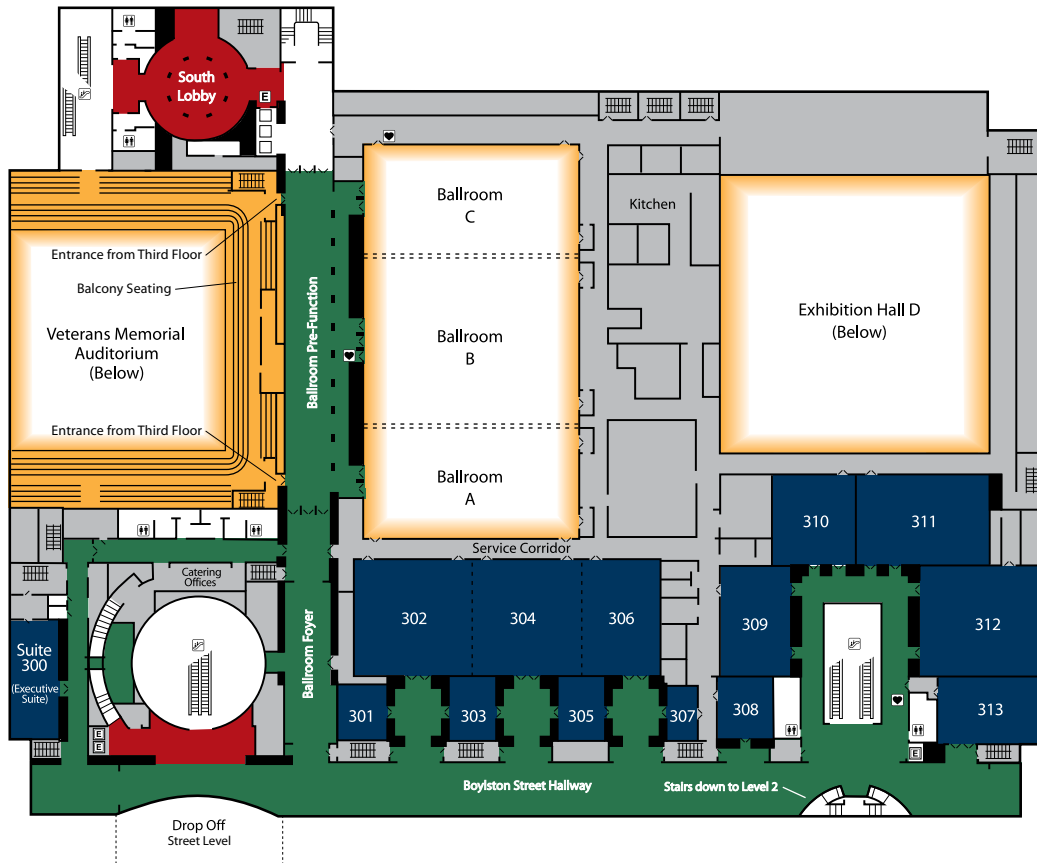 South
Lobby
E
Ballroom
C
Kitchen
Entrance from Third Floor
Balcony Seating
Veterans Memorial
Auditorium
(Below)
Ballroom Pre-Function
Ballroom
B
Exhibition Hall D
(Below)
Entrance from Third Floor
Ballroom
A
310
311
Service Corridor
Catering
Offices
302
304
306
309
312
Suite
300
(Executive
Suite)
Ballroom Foyer
301
303
305
307
308
313
E
E
E
Boylston Street Hallway
Stairs down to Level 2
Drop Off
Street Level